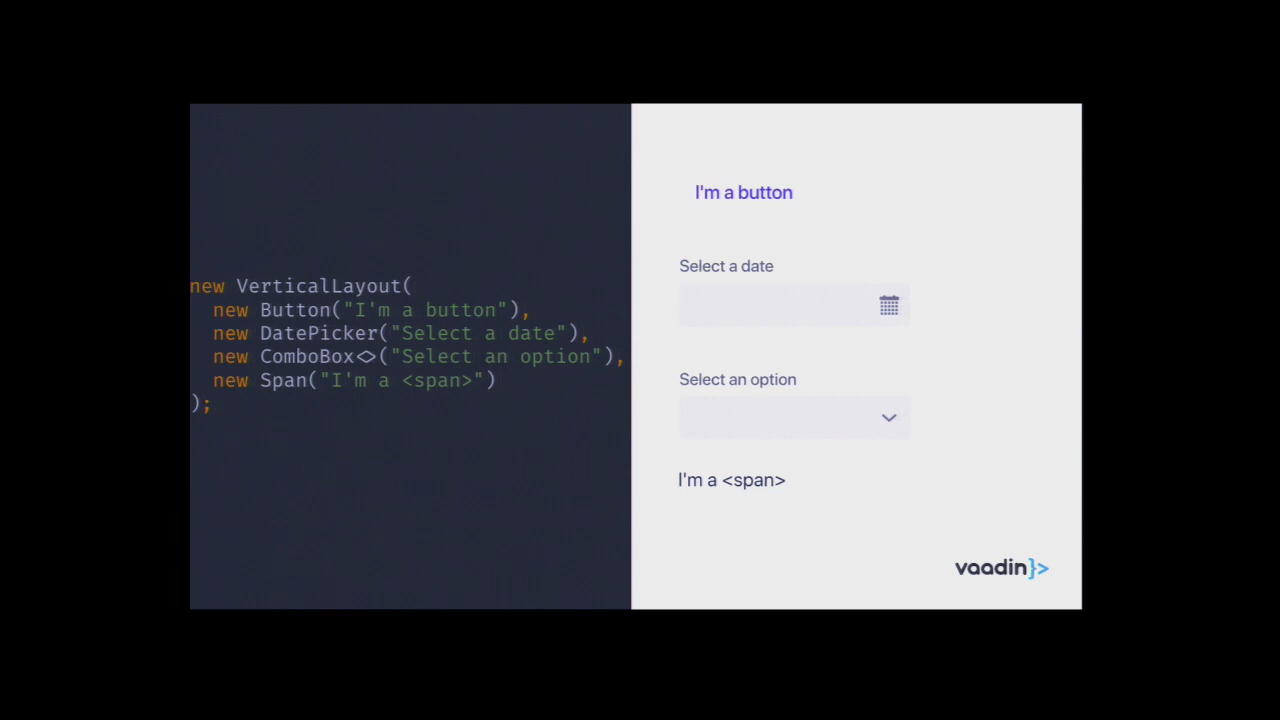 new VerticalLayout(
  new Button("I'm a button"),
  new DatePicker("Select a date"),
  new ComboBox<>("Select an option"),
  new Span("I'm a <span>")
);
I'm a button
Select a date
Select an option
I'm a <span>
vaadin}>